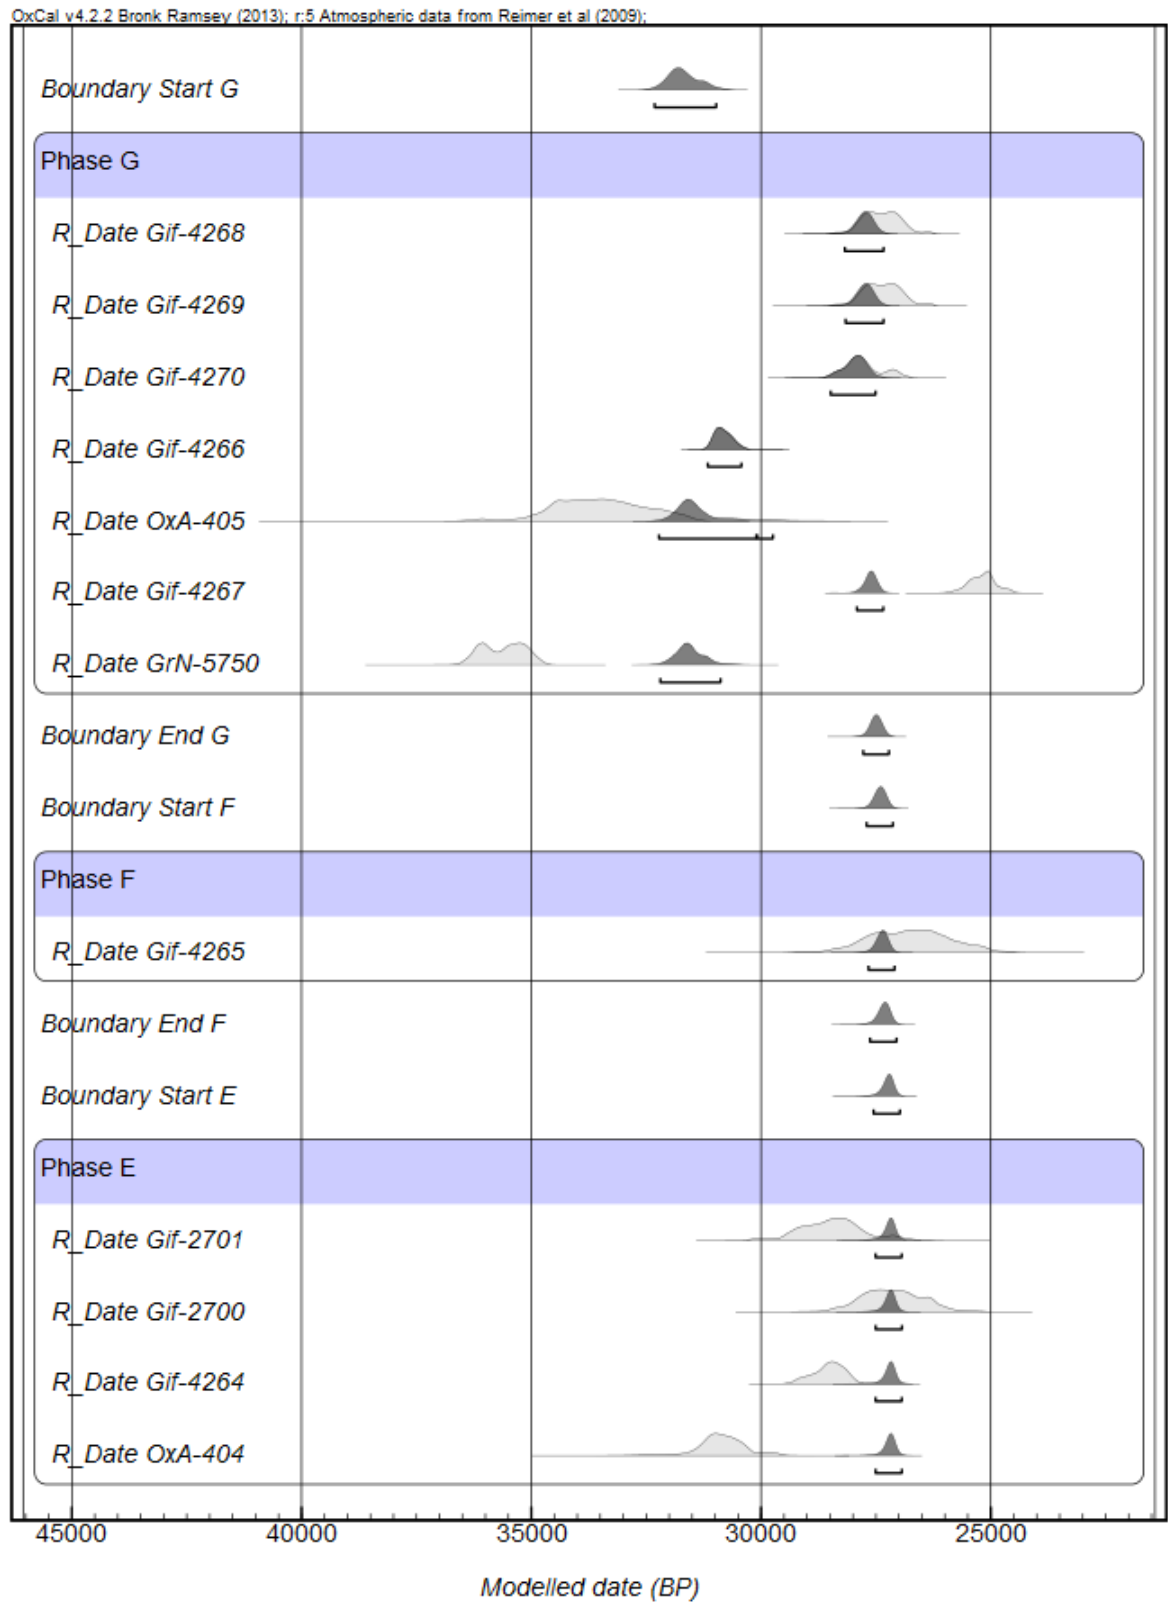 OxCal v4.2.2 Bronk Ramsey (2013); r:5 Atmospheric data from Reimer et al (2009);
Boundary Start G
Phase G
R_Date Gif-4268
R_Date Gif-4269
R_Date Gif-4270
R_Date Gif-4266
R_Date OxA-405
R_Date Gif-4267
R_Date GrN-5750
Boundary End G
Boundary Start F
Phase F
R_Date Gif-4265
Boundary End F
Boundary Start E
Phase E
R_Date Gif-2701
R_Date Gif-2700
R_Date Gif-4264
R_Date OxA-404
45000 40000 35000 30000 25000
Modelled date (BP)